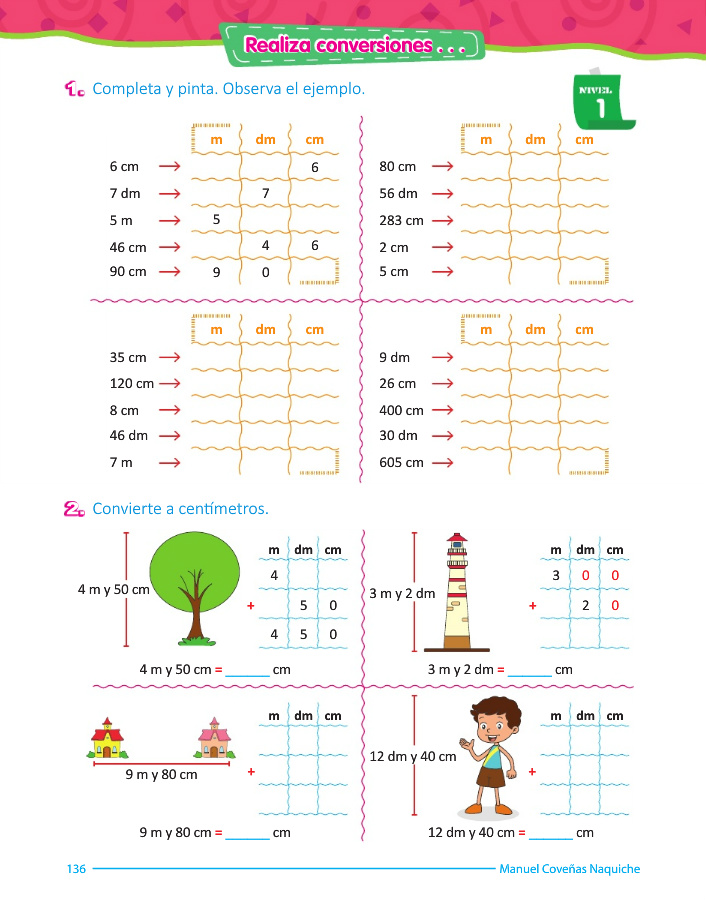 Realiza conversiones . . .
1. Completa y pinta. Observa el ejemplo.
NIVEL
1
m dm cm
6 cm 6
7 dm 7
5 m 5
46 cm 4 6
90 cm 9 0
m dm cm
80 cm
56 dm
283 cm
2 cm
5 cm
m dm cm
35 cm
120 cm
8 cm
46 dm
7 m
m dm cm
9 dm
26 cm
400 cm
30 dm
605 cm
2. Convierte a centímetros.
4 m y 50 cm
m dm cm
4
+ 5 0
4 5 0
4 m y 50 cm = ______ cm
3 m y 2 dm
m dm cm
3 0 0
+ 2 0
3 m y 2 dm = ______ cm
9 m y 80 cm
m dm cm
+
9 m y 80 cm = ______ cm
12 dm y 40 cm
m dm cm
+
12 dm y 40 cm = ______ cm
136
Manuel Coveñas Naquiche